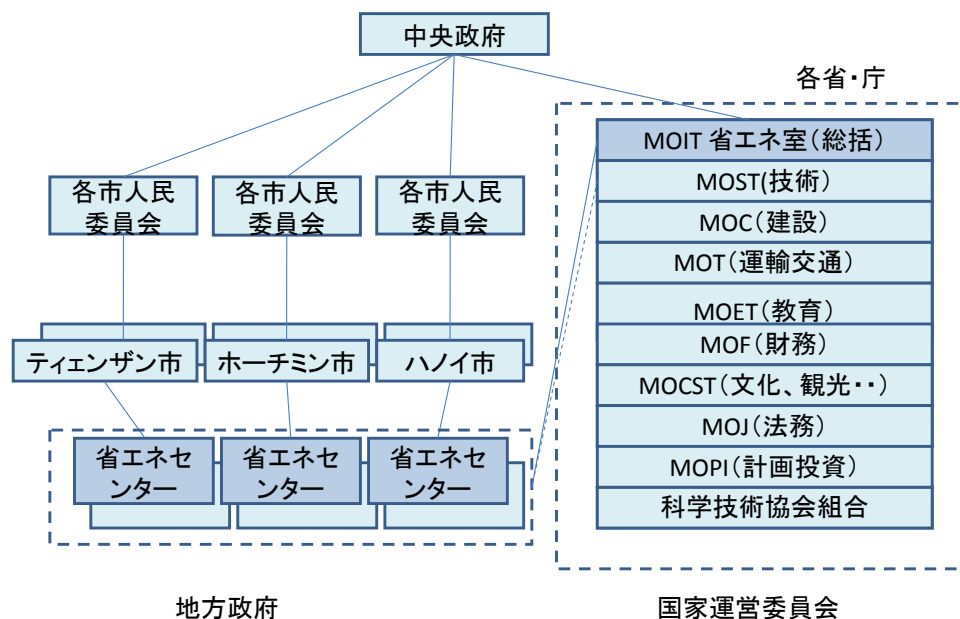 中央政府
各省・庁
各市人民
委員会
各市人民
委員会
各市人民
委員会
ティェンザン市
ホーチミン市
ハノイ市
省エネセ
ンター
省エネセ
ンター
省エネセ
ンター
地方政府
MOIT 省エネ室（総括）
MOST(技術）
MOC（建設）
MOT（運輸交通）
MOET（教育）
MOF（財務）
MOCST（文化、観光・・）
MOJ（法務）
MOPI（計画投資）
科学技術協会組合
国家運営委員会